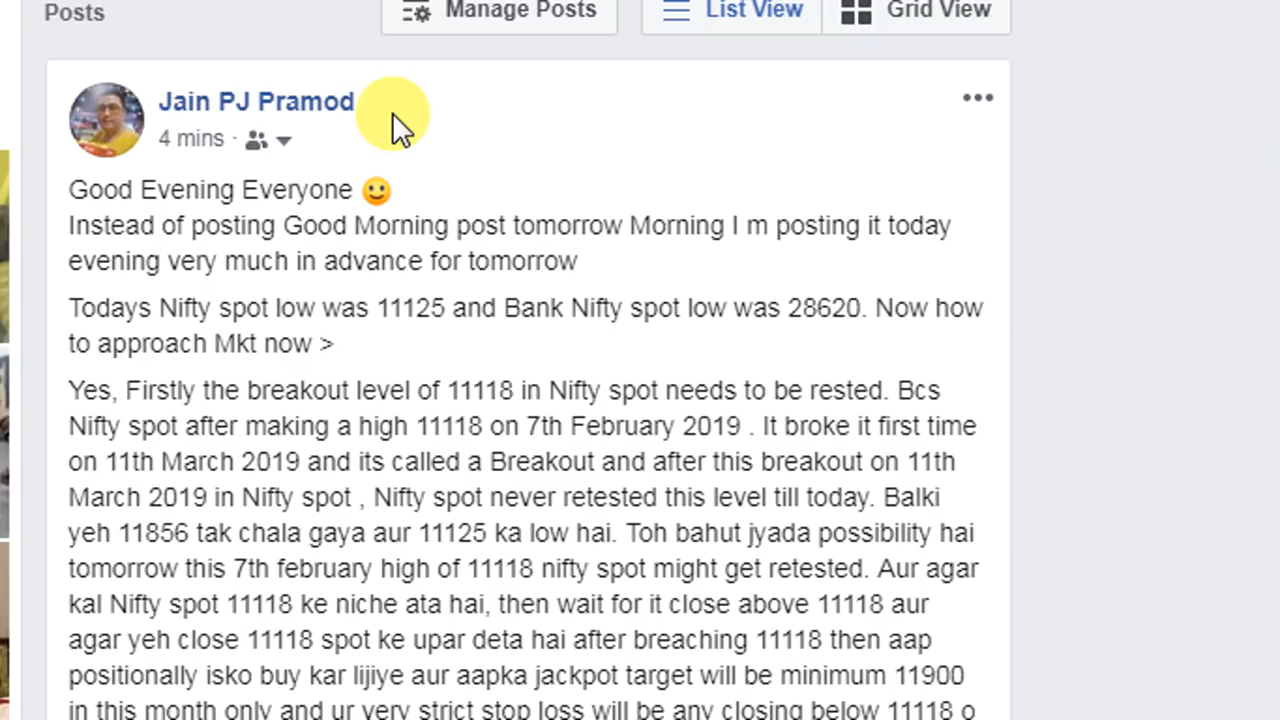 Posts
Manage Posts
List View
Grid View
Jain PJ Pramod
4 mins ·
Good Evening Everyone 🙂
Instead of posting Good Morning post tomorrow Morning I m posting it today
evening very much in advance for tomorrow
Todays Nifty spot low was 11125 and Bank Nifty spot low was 28620. Now how
to approach Mkt now >
Yes, Firstly the breakout level of 11118 in Nifty spot needs to be rested. Bcs
Nifty spot after making a high 11118 on 7th February 2019 . It broke it first time
on 11th March 2019 and its called a Breakout and after this breakout on 11th
March 2019 in Nifty spot , Nifty spot never retested this level till today. Balki
yeh 11856 tak chala gaya aur 11125 ka low hai. Toh bahut jyada possibility hai
tomorrow this 7th february high of 11118 nifty spot might get retested. Aur agar
kal Nifty spot 11118 ke niche ata hai, then wait for it close above 11118 aur
agar yeh close 11118 spot ke upar deta hai after breaching 11118 then aap
positionally isko buy kar lijiye aur aapka jackpot target will be minimum 11900
in this month only and ur very strict stop loss will be any closing below 11118 o